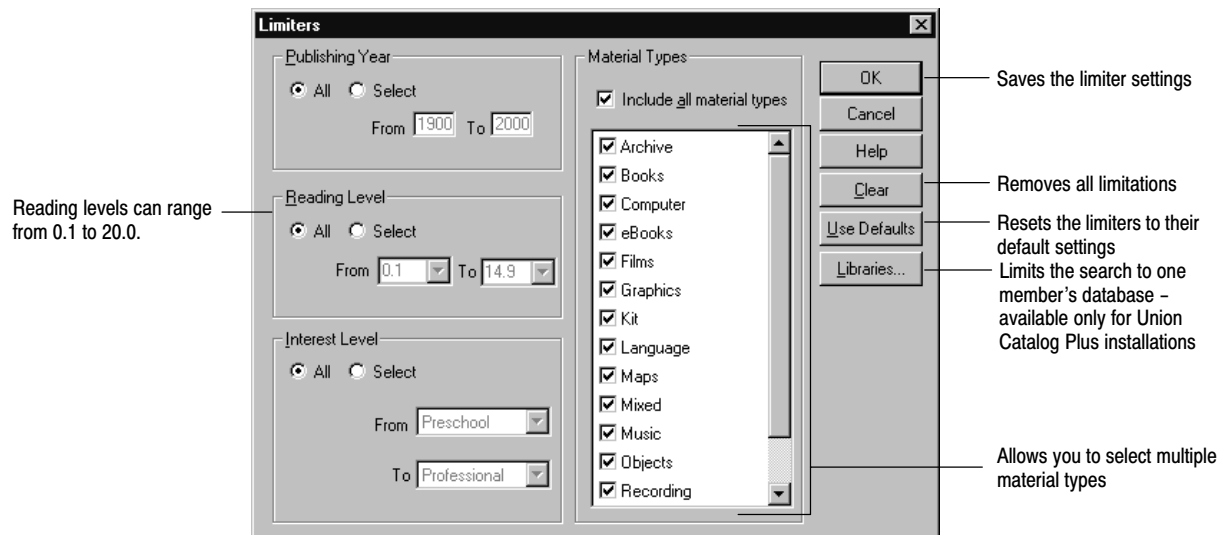 Limiters
Publishing Year
All Select
From 1900 To 2000
Reading Level
All Select
From 0.1 To 14.9
Interest Level
All Select
From Preschool
To Professional
Material Types
Include all material types
Archive
Books
Computer
eBooks
Films
Graphics
Kit
Language
Maps
Mixed
Music
Objects
Recording
OK
Cancel
Help
Clear
Use Defaults
Libraries...
Reading levels can range
from 0.1 to 20.0.
Saves the limiter settings
Removes all limitations
Resets the limiters to their
default settings
Limits the search to one
member's database –
available only for Union
Catalog Plus installations
Allows you to select multiple
material types